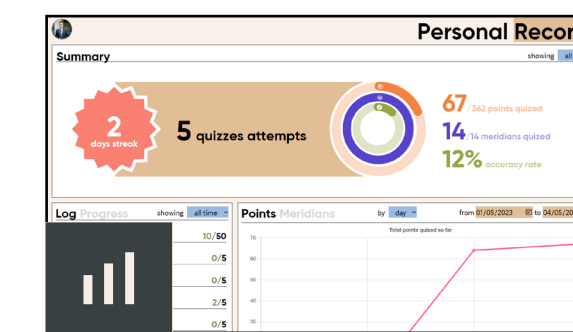 Personal Recor
Summary
showing all
2
days streak
5 quizzes attempts
67 /362 points quized
14 /14 meridians quized
12% accuracy rate
Log Progress showing all time
10/50
0/5
0/5
2/5
0/5
Points Meridians by day from 01/05/2023 to 04/05/20
Total points quized so far
70
60
50
40
30